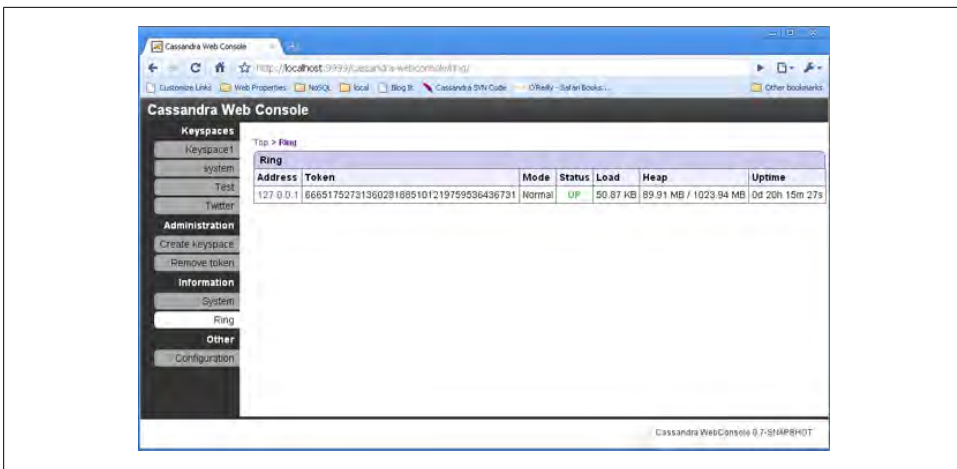 Cassandra Web Console
http://localhost:9999/cassandra-webconsole/ring/
Customize Links Web Properties NoSQL local Blog It Cassandra SVN Code O'Reilly - Safari Books... Other bookmarks
Cassandra Web Console
Keyspaces
Keyspace1
system
Test
Twitter
Administration
Create keyspace
Remove token
Information
System
Ring
Other
Configuration
Top > Ring
Ring
Address Token Mode Status Load Heap Uptime
127.0.0.1 Normal UP 50.87 KB 89.91 MB / 1023.94 MB 0d 20h 15m 27s
Cassandra WebConsole 0.7-SNAPSHOT